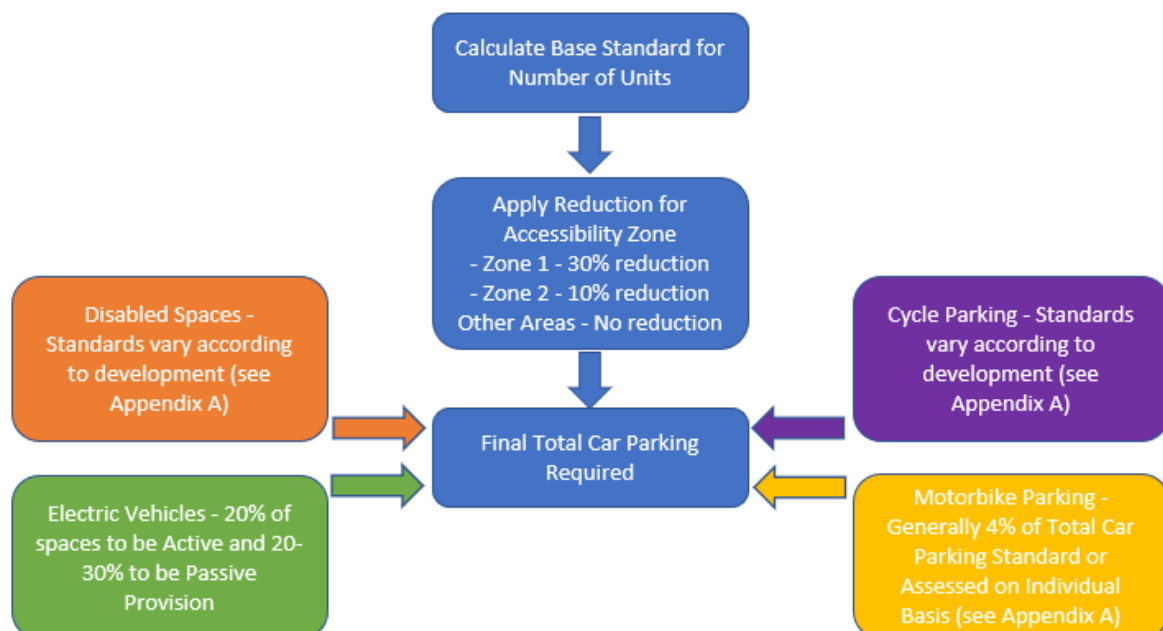 Calculate Base Standard for
Number of Units
Apply Reduction for
Accessibility Zone
- Zone 1 - 30% reduction
- Zone 2 - 10% reduction
Other Areas - No reduction
Disabled Spaces -
Standards vary according
to development (see
Appendix A)
Cycle Parking - Standards
vary according to
development (see
Appendix A)
Final Total Car Parking
Required
Electric Vehicles - 20% of
spaces to be Active and 20-
30% to be Passive
Provision
Motorbike Parking -
Generally 4% of Total Car
Parking Standard or
Assessed on Individual
Basis (see Appendix A)